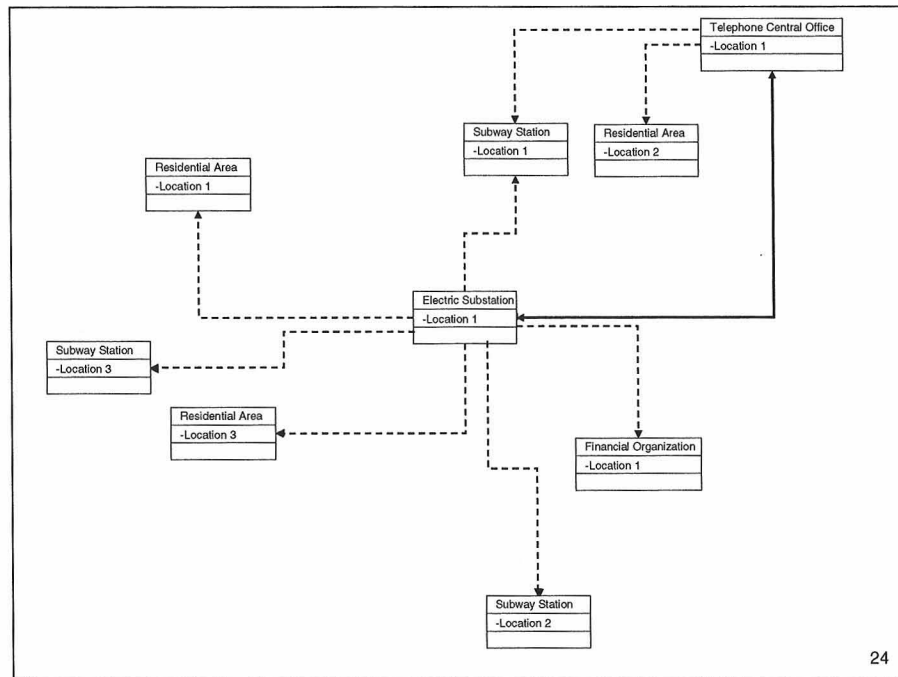 Telephone Central Office
-Location 1
Subway Station
-Location 1
Residential Area
-Location 2
Residential Area
-Location 1
Electric Substation
-Location 1
Subway Station
-Location 3
Residential Area
-Location 3
Financial Organization
-Location 1
Subway Station
-Location 2
24